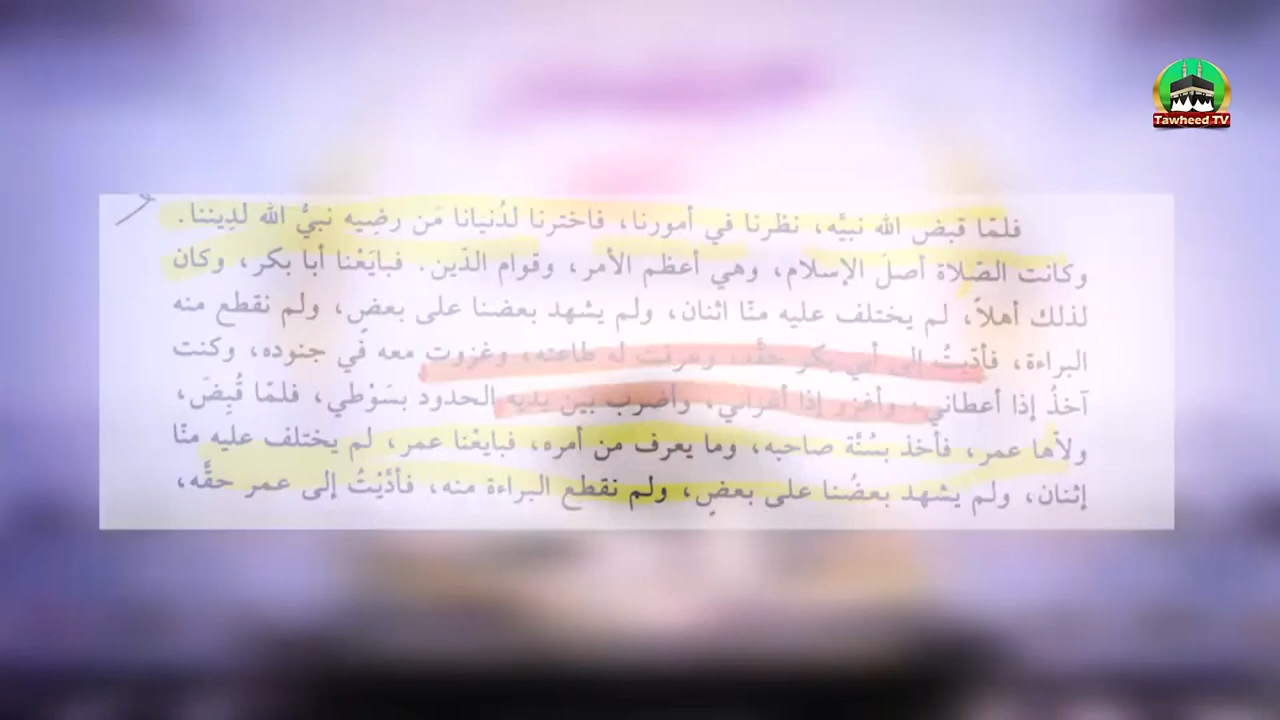 Tawheed TV
فلمّا قبض الله نبيَّه، نظرنا في أمورنا، فاخترنا لدُنيانا مَن رضِيه نبيُّ الله لدِيننا.
وكانت الصّلاة أصلَ الإسلام، وهي أعظم الأمر، وقوام الدّين. فبايَعْنا أبا بكر، وكان
لذلك أهلاً، لم يختلف عليه منّا اثنان، ولم يشهد بعضنا على بعضٍ، ولم نقطع منه
البراءة، فأدّيتُ إلى أبي بكر حقَّه، وعرفت له طاعته، وغزوت معه في جنوده، وكنت
آخذُ إذا أعطاني، وأغزو إذا أغزاني، وأضرب بين يديه الحدود بسَوْطي، فلمّا قُبِضَ،
ولاّها عمر، فأخذ بسُنَّة صاحبه، وما يعرف من أمره، فبايعْنا عمر، لم يختلف عليه منّا
إثنان، ولم يشهد بعضُنا على بعضٍ، ولم نقطع البراءة منه، فأدَّيْتُ إلى عمر حقَّه،